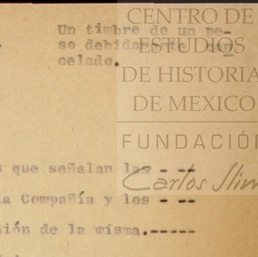 Un timbre de un pe-
so debidamente can
celado.
CENTRO DE
ESTUDIOS
DE HISTORIA
DE MEXICO
FUNDACIÓN
Carlos Slim
s que señalan las - --
a Compañía y los - --
sión de la misma.-----